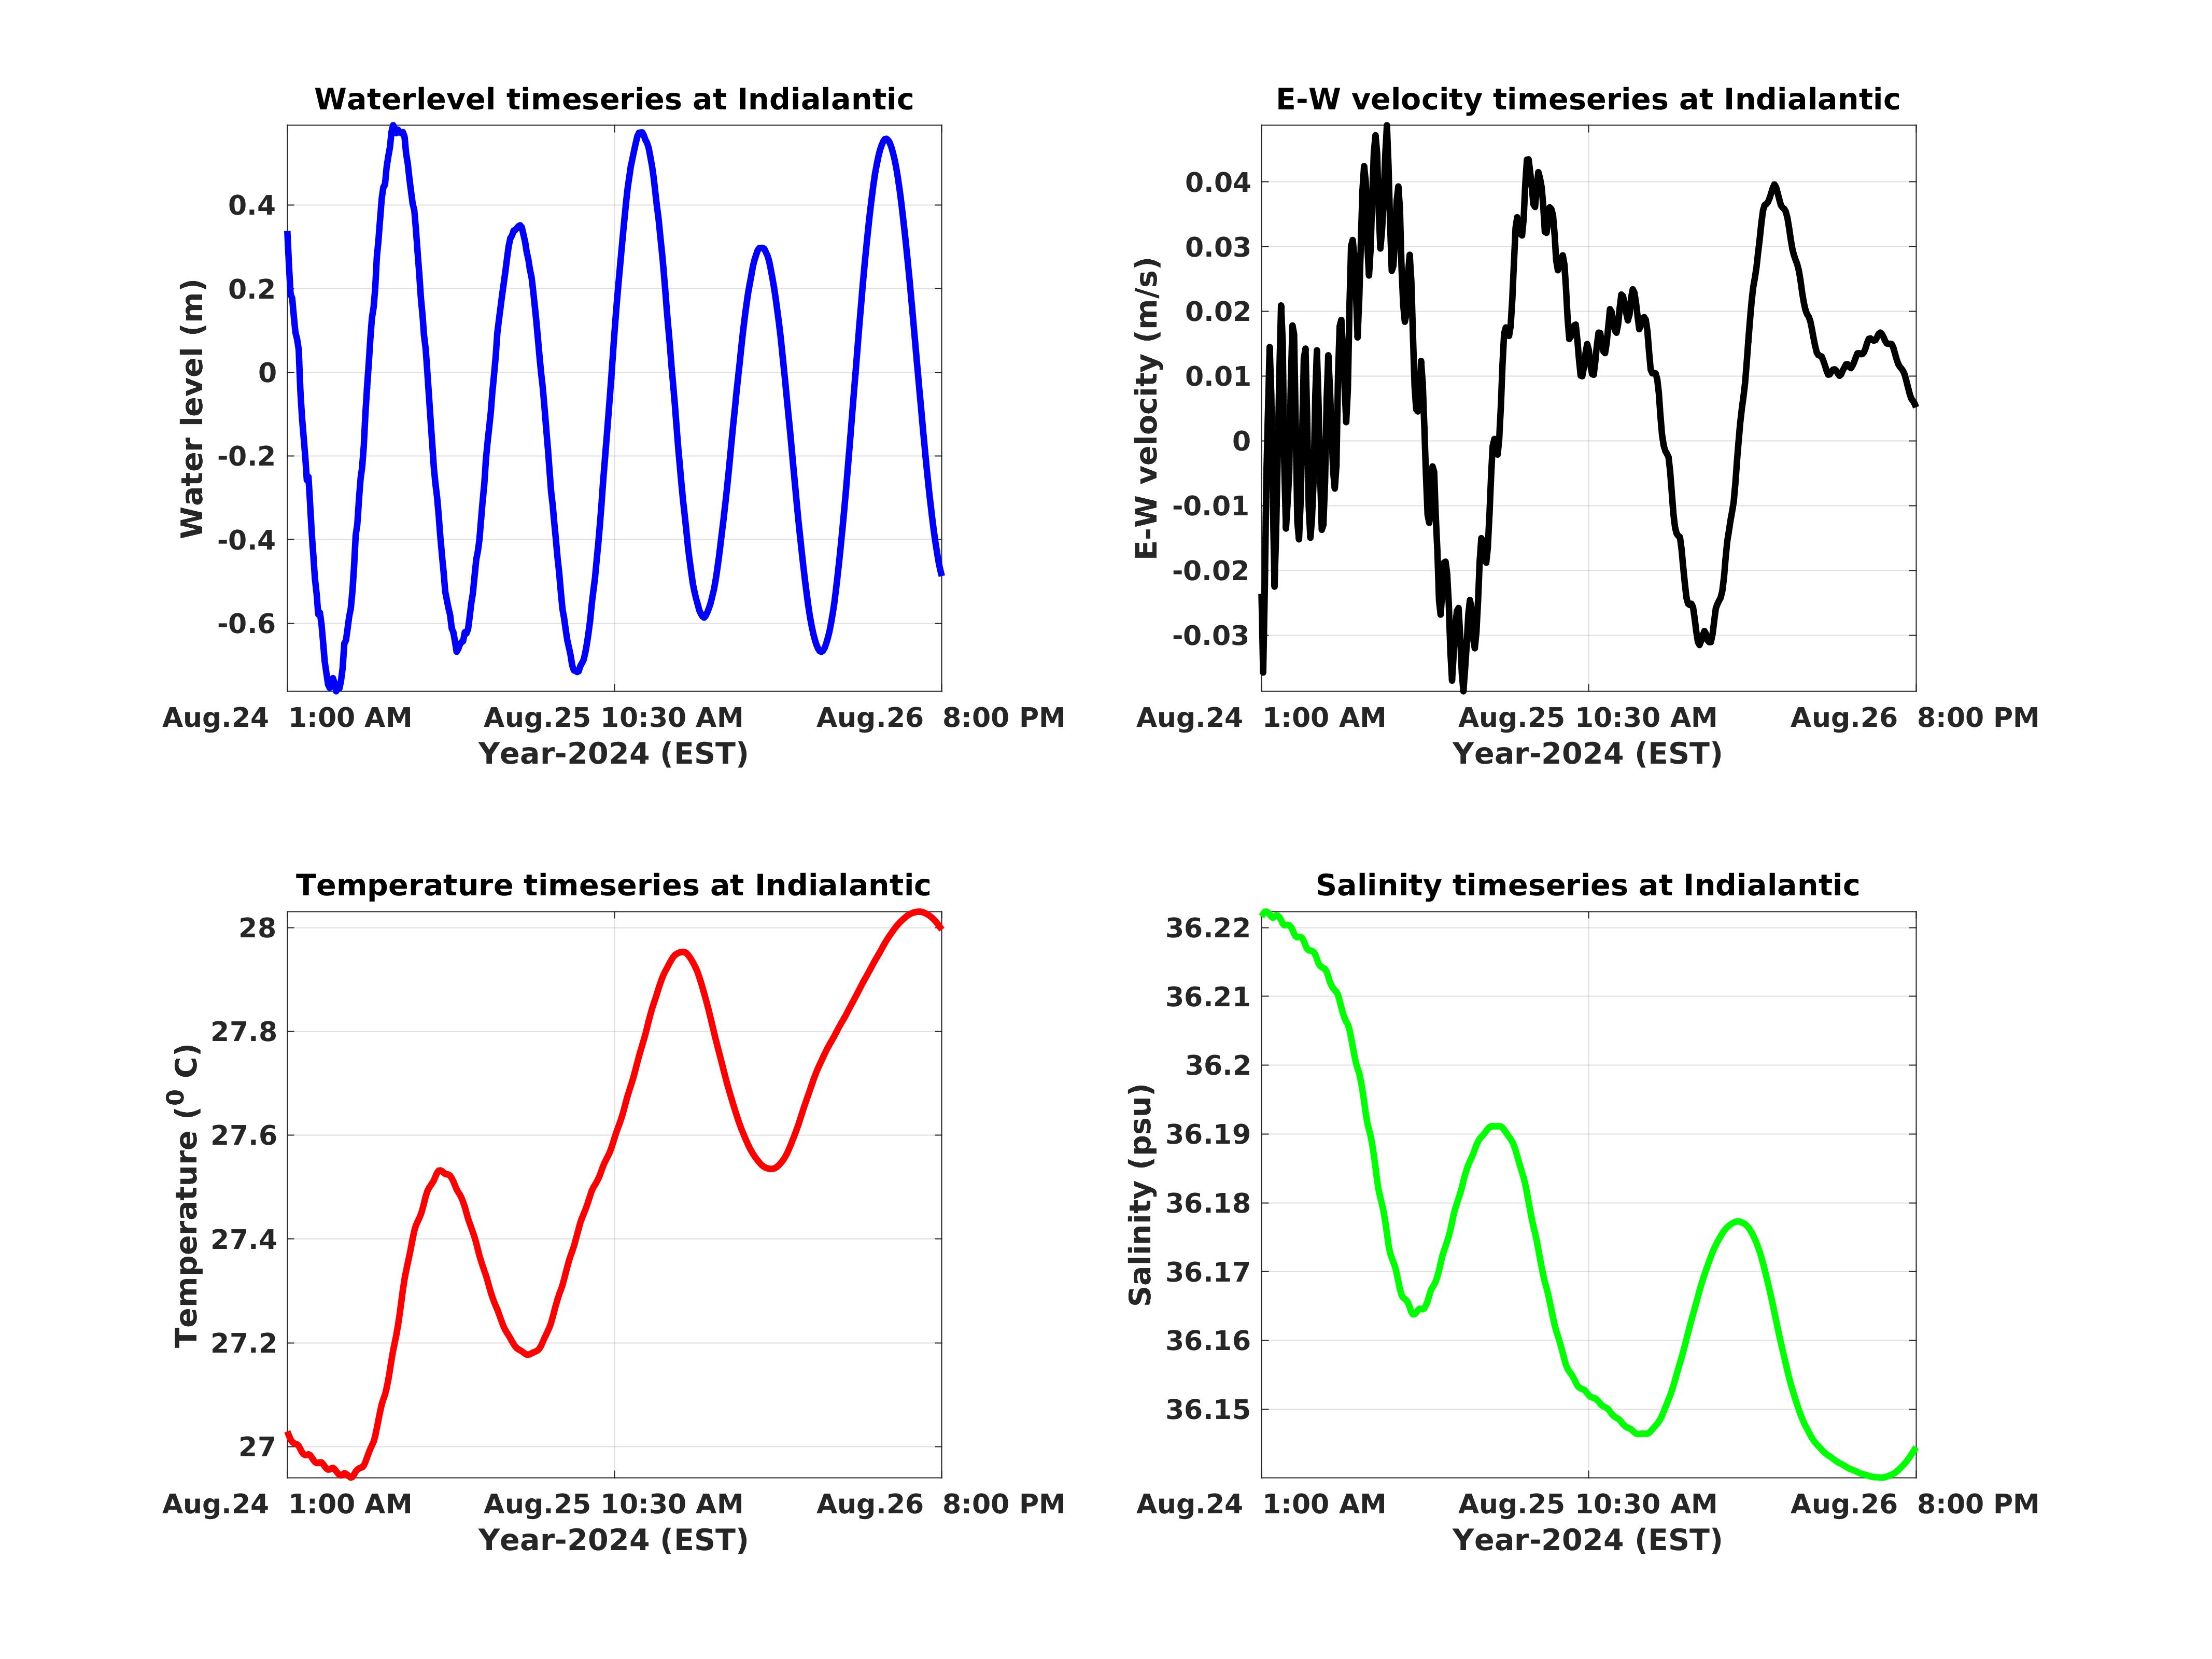 Waterlevel timeseries at Indialantic
0.4
0.2
0
-0.2
-0.4
-0.6
Water level (m)
Aug.24 1:00 AM
Aug.25 10:30 AM
Aug.26 8:00 PM
Year-2024 (EST)
E-W velocity timeseries at Indialantic
0.04
0.03
0.02
0.01
0
-0.01
-0.02
-0.03
E-W velocity (m/s)
Aug.24 1:00 AM
Aug.25 10:30 AM
Aug.26 8:00 PM
Year-2024 (EST)
Temperature timeseries at Indialantic
28
27.8
27.6
27.4
27.2
27
Temperature (⁰ C)
Aug.24 1:00 AM
Aug.25 10:30 AM
Aug.26 8:00 PM
Year-2024 (EST)
Salinity timeseries at Indialantic
36.22
36.21
36.2
36.19
36.18
36.17
36.16
36.15
Salinity (psu)
Aug.24 1:00 AM
Aug.25 10:30 AM
Aug.26 8:00 PM
Year-2024 (EST)